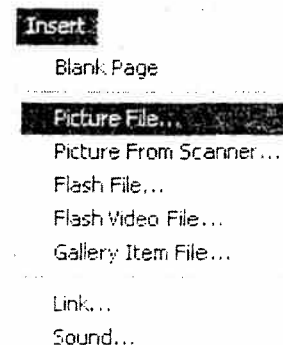 Insert
Blank Page
Picture File...
Picture From Scanner...
Flash File...
Flash Video File...
Gallery Item File...
Link...
Sound...